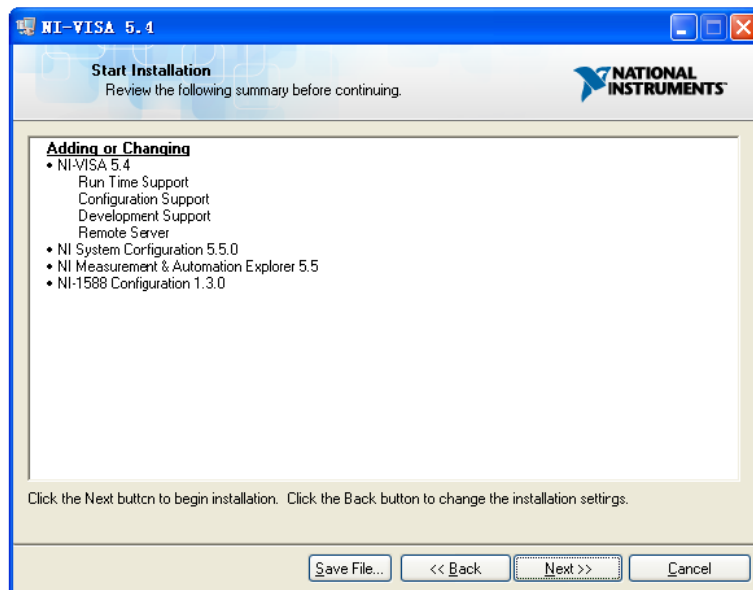 NI-VISA 5.4
Start Installation
Review the following summary before continuing.
NATIONAL
INSTRUMENTS™
Adding or Changing
• NI-VISA 5.4
Run Time Support
Configuration Support
Development Support
Remote Server
• NI System Configuration 5.5.0
• NI Measurement & Automation Explorer 5.5
• NI-1588 Configuration 1.3.0
Click the Next button to begin installation. Click the Back button to change the installation settings.
Save File... << Back Next >> Cancel